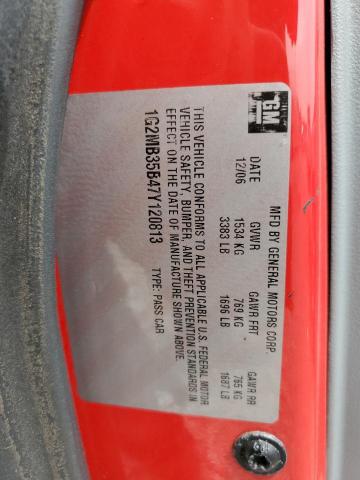 GM
MFD BY GENERAL MOTORS CORP.
DATE GVWR GAWR FRT GAWR RR
12/06 1534 KG 769 KG 765 KG
3383 LB 1696 LB 1687 LB
THIS VEHICLE CONFORMS TO ALL APPLICABLE U.S. FEDERAL MOTOR
VEHICLE SAFETY, BUMPER, AND THEFT PREVENTION STANDARDS IN
EFFECT ON THE DATE OF MANUFACTURE SHOWN ABOVE.
1G2MB35B47Y120813 TYPE: PASS CAR